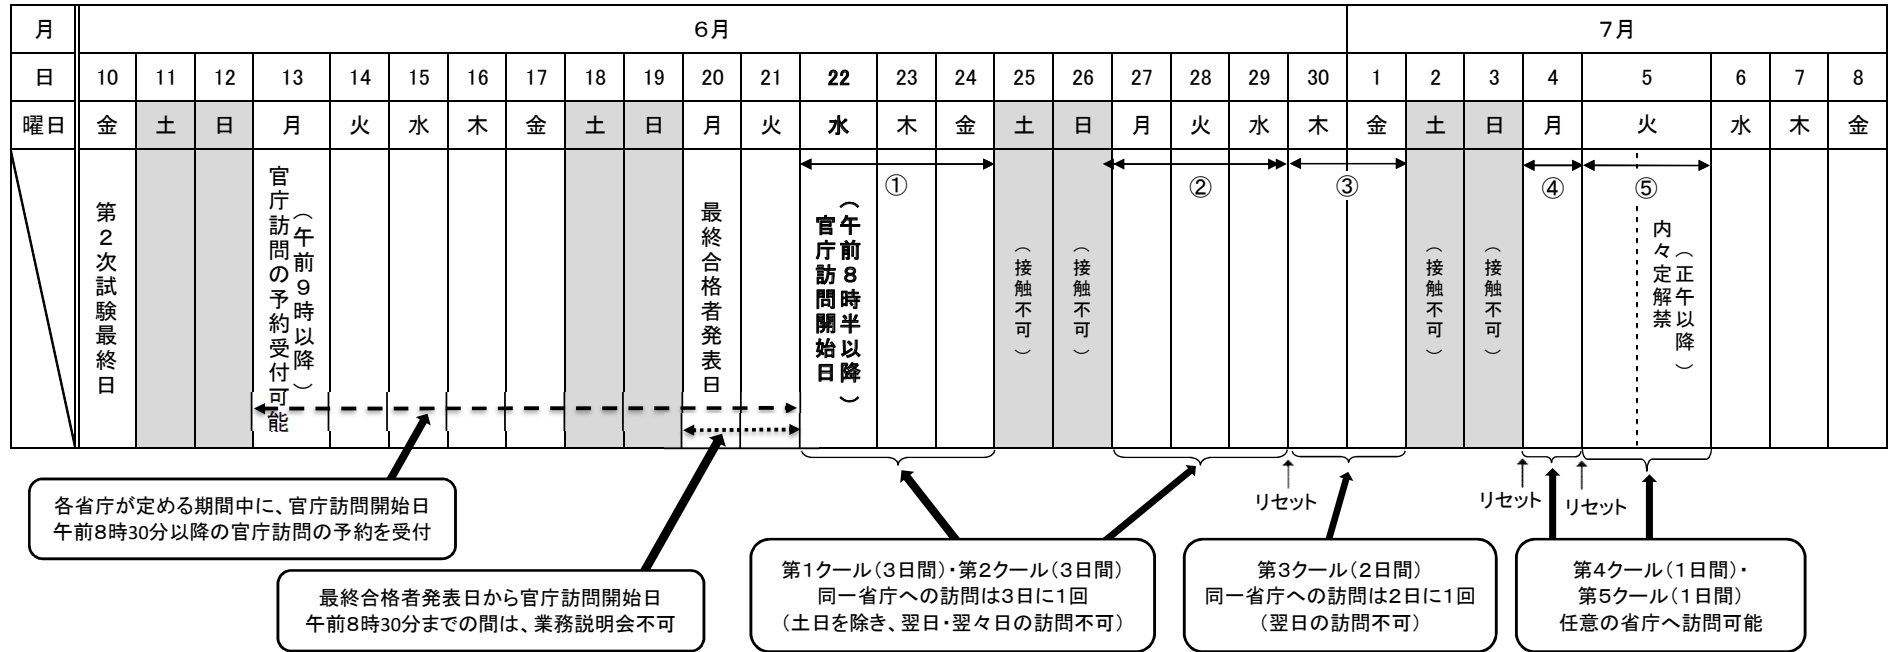 月 6月 7月
日 10 11 12 13 14 15 16 17 18 19 20 21 22 23 24 25 26 27 28 29 30 1 2 3 4 5 6 7 8
曜日 金 土 日 月 火 水 木 金 土 日 月 火 水 木 金 土 日 月 火 水 木 金 土 日 月 火 水 木 金
① ② ③ ④ ⑤
第2次試験最終日
官庁訪問の予約受付可能
（午前9時以降）
最終合格者発表日
官庁訪問開始日
（午前8時半以降）
（接触不可）
（接触不可）
（接触不可）
（接触不可）
内々定解禁
（正午以降）
リセット
リセット
リセット
各省庁が定める期間中に、官庁訪問開始日
午前8時30分以降の官庁訪問の予約を受付
最終合格者発表日から官庁訪問開始日
午前8時30分までの間は、業務説明会不可
第1クール（3日間）・第2クール（3日間）
同一省庁への訪問は3日に1回
（土日を除き、翌日・翌々日の訪問不可）
第3クール（2日間）
同一省庁への訪問は2日に1回
（翌日の訪問不可）
第4クール（1日間）・
第5クール（1日間）
任意の省庁へ訪問可能